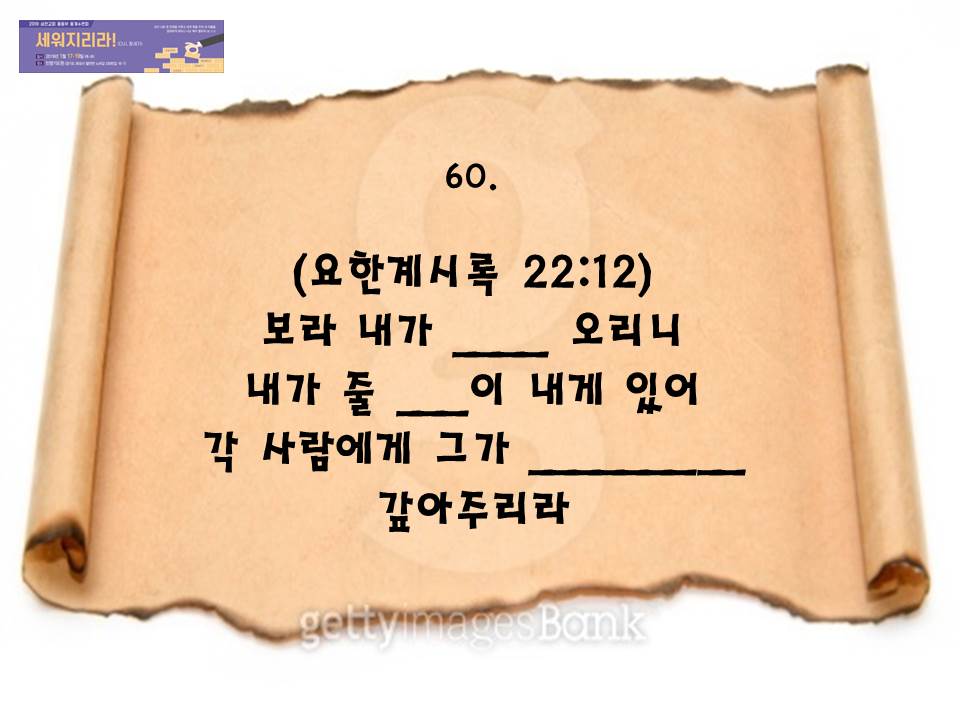 세워지리라!
60.
(요한계시록 22:12)
보라 내가 ____ 오리니
내가 줄 ___이 내게 있어
각 사람에게 그가 _________
갚아주리라
gettyimagesBank